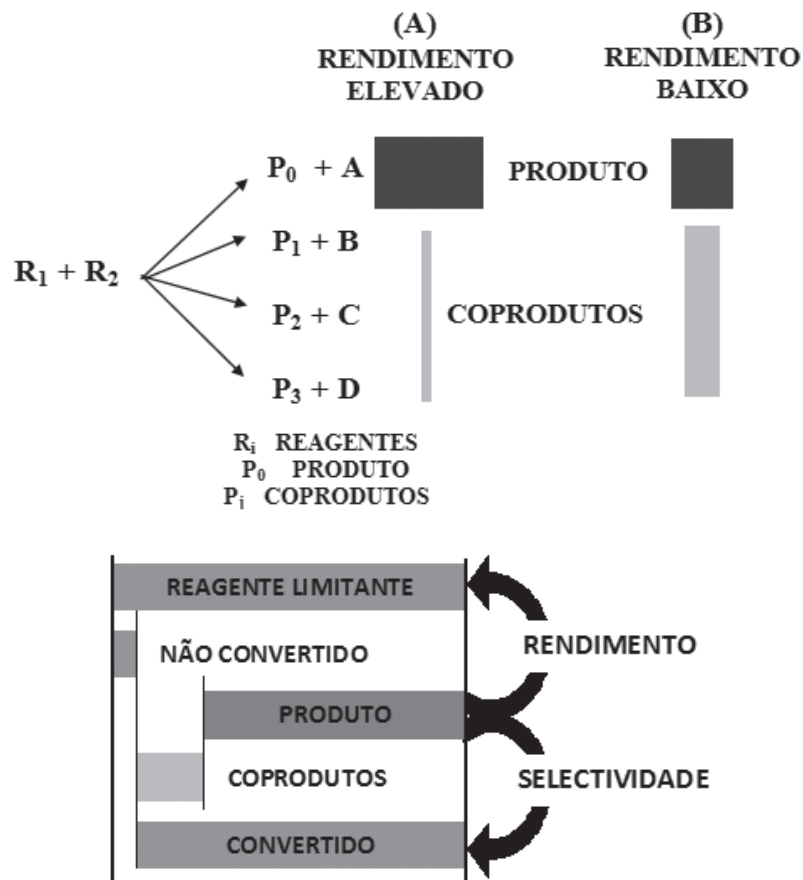 (A)
RENDIMENTO
ELEVADO
(B)
RENDIMENTO
BAIXO
P₀ + A
PRODUTO
P₁ + B
R₁ + R₂
P₂ + C
COPRODUTOS
P₃ + D
Rᵢ REAGENTES
P₀ PRODUTO
Pᵢ COPRODUTOS
REAGENTE LIMITANTE
RENDIMENTO
NÃO CONVERTIDO
PRODUTO
COPRODUTOS
SELECTIVIDADE
CONVERTIDO